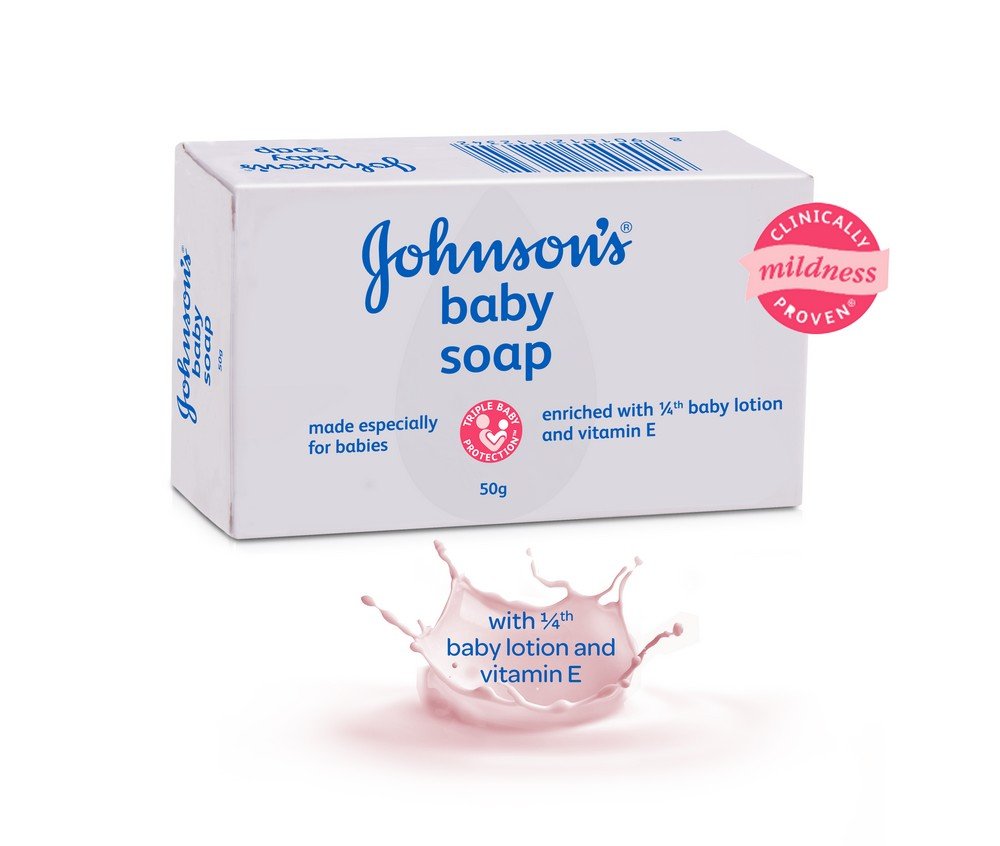 Johnson's
baby
soap
Johnson's®
baby
soap
50g
Johnson's®
baby
soap
made especially
for babies
TRIPLE BABY
PROTECTION™
enriched with ¼th baby lotion
and vitamin E
50g
CLINICALLY
mildness
PROVEN®
with ¼th
baby lotion and
vitamin E